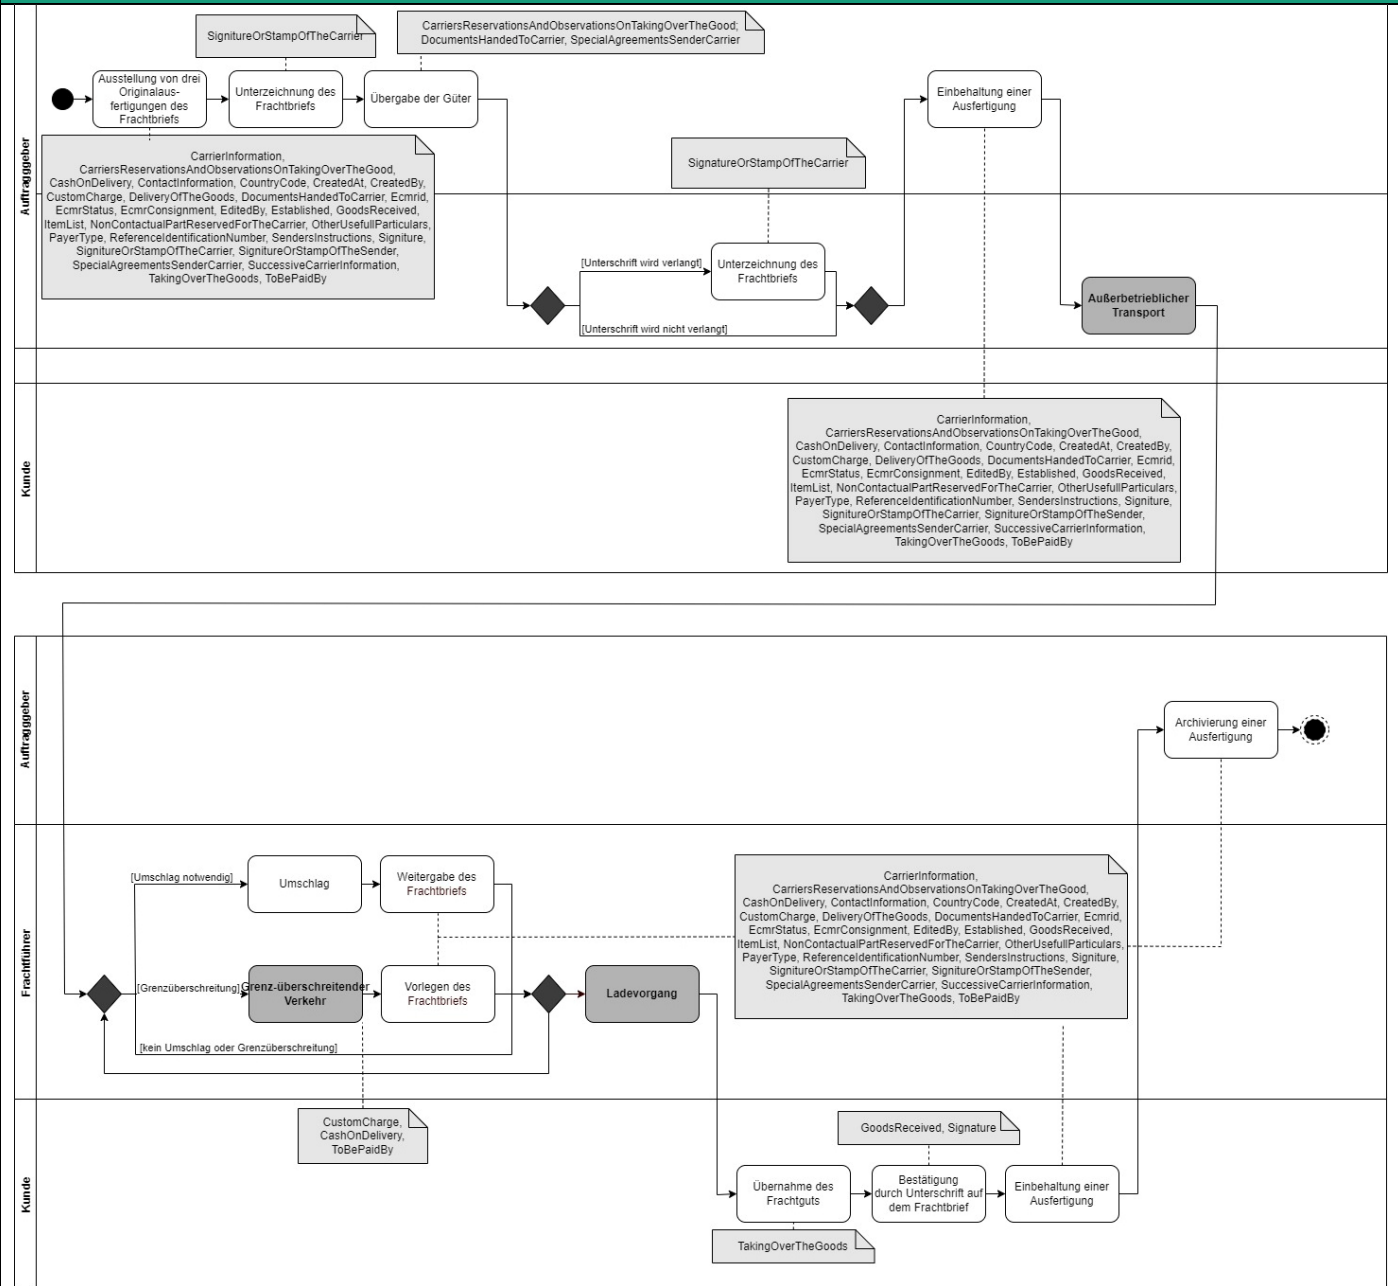 SignitureOrStampOfTheCarrier
CarriersReservationsAndObservationsOnTakingOverTheGood;
DocumentsHandedToCarrier, SpecialAgreementsSenderCarrier
Auftragggeber
Ausstellung von drei
Originalaus-
fertigungen des
Frachtbriefs
Unterzeichnung des
Frachtbriefs
Übergabe der Güter
Einbehaltung einer
Ausfertigung
CarrierInformation,
CarriersReservationsAndObservationsOnTakingOverTheGood,
CashOnDelivery, ContactInformation, CountryCode, CreatedAt, CreatedBy,
CustomCharge, DeliveryOfTheGoods, DocumentsHandedToCarrier, Ecmrid,
EcmrStatus, EcmrConsignment, EditedBy, Established, GoodsReceived,
ItemList, NonContactualPartReservedForTheCarrier, OtherUsefullParticulars,
PayerType, ReferenceIdentificationNumber, SendersInstructions, Signiture,
SignitureOrStampOfTheCarrier, SignitureOrStampOfTheSender,
SpecialAgreementsSenderCarrier, SuccessiveCarrierInformation,
TakingOverTheGoods, ToBePaidBy
SignatureOrStampOfTheCarrier
[Unterschrift wird verlangt]
Unterzeichnung des
Frachtbriefs
[Unterschrift wird nicht verlangt]
Außerbetrieblicher
Transport
Kunde
CarrierInformation,
CarriersReservationsAndObservationsOnTakingOverTheGood,
CashOnDelivery, ContactInformation, CountryCode, CreatedAt, CreatedBy,
CustomCharge, DeliveryOfTheGoods, DocumentsHandedToCarrier, Ecmrid,
EcmrStatus, EcmrConsignment, EditedBy, Established, GoodsReceived,
ItemList, NonContactualPartReservedForTheCarrier, OtherUsefullParticulars,
PayerType, ReferenceIdentificationNumber, SendersInstructions, Signiture,
SignitureOrStampOfTheCarrier, SignitureOrStampOfTheSender,
SpecialAgreementsSenderCarrier, SuccessiveCarrierInformation,
TakingOverTheGoods, ToBePaidBy
Auftragggeber
Archivierung einer
Ausfertigung
Frachtführer
[Umschlag notwendig]
Umschlag
Weitergabe des
Frachtbriefs
CarrierInformation,
CarriersReservationsAndObservationsOnTakingOverTheGood,
CashOnDelivery, ContactInformation, CountryCode, CreatedAt, CreatedBy,
CustomCharge, DeliveryOfTheGoods, DocumentsHandedToCarrier, Ecmrid,
EcmrStatus, EcmrConsignment, EditedBy, Established, GoodsReceived,
ItemList, NonContactualPartReservedForTheCarrier, OtherUsefullParticulars,
PayerType, ReferenceIdentificationNumber, SendersInstructions, Signiture,
SignitureOrStampOfTheCarrier, SignitureOrStampOfTheSender,
SpecialAgreementsSenderCarrier, SuccessiveCarrierInformation,
TakingOverTheGoods, ToBePaidBy
[Grenzüberschreitung]
Grenz-überschreitender
Verkehr
Vorlegen des
Frachtbriefs
Ladevorgang
[kein Umschlag oder Grenzüberschreitung]
Kunde
CustomCharge,
CashOnDelivery,
ToBePaidBy
GoodsReceived, Signature
Übernahme des
Frachtguts
Bestätigung
durch Unterschrift auf
dem Frachtbrief
Einbehaltung einer
Ausfertigung
TakingOverTheGoods